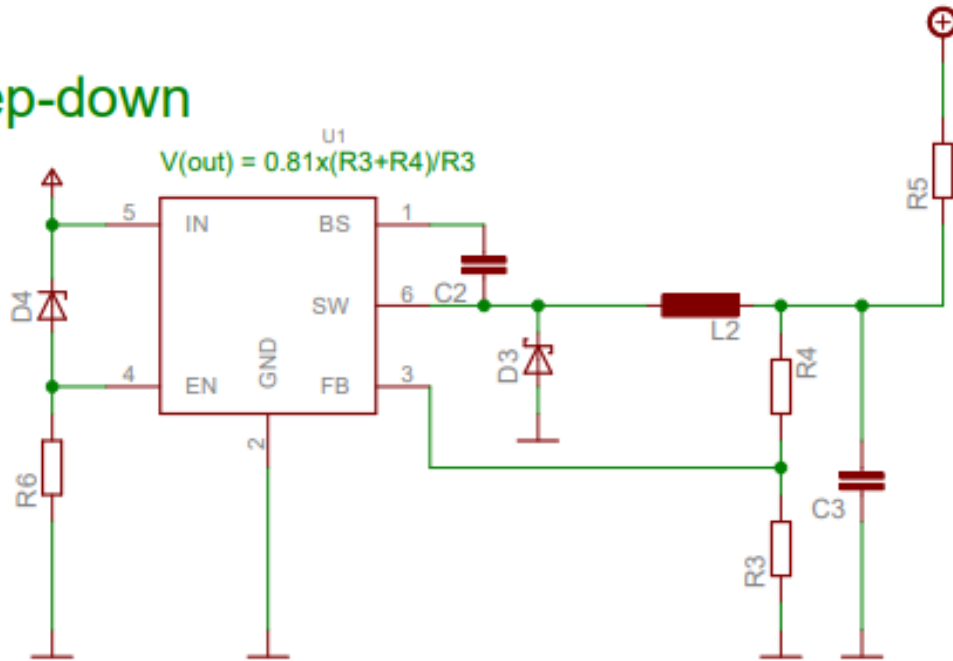 ep-down
U1
V(out) = 0.81x(R3+R4)/R3
5
IN
BS
1
R5
D4
C2
SW
6
L2
D3
R4
4
EN
GND
FB
3
2
R6
C3
R3